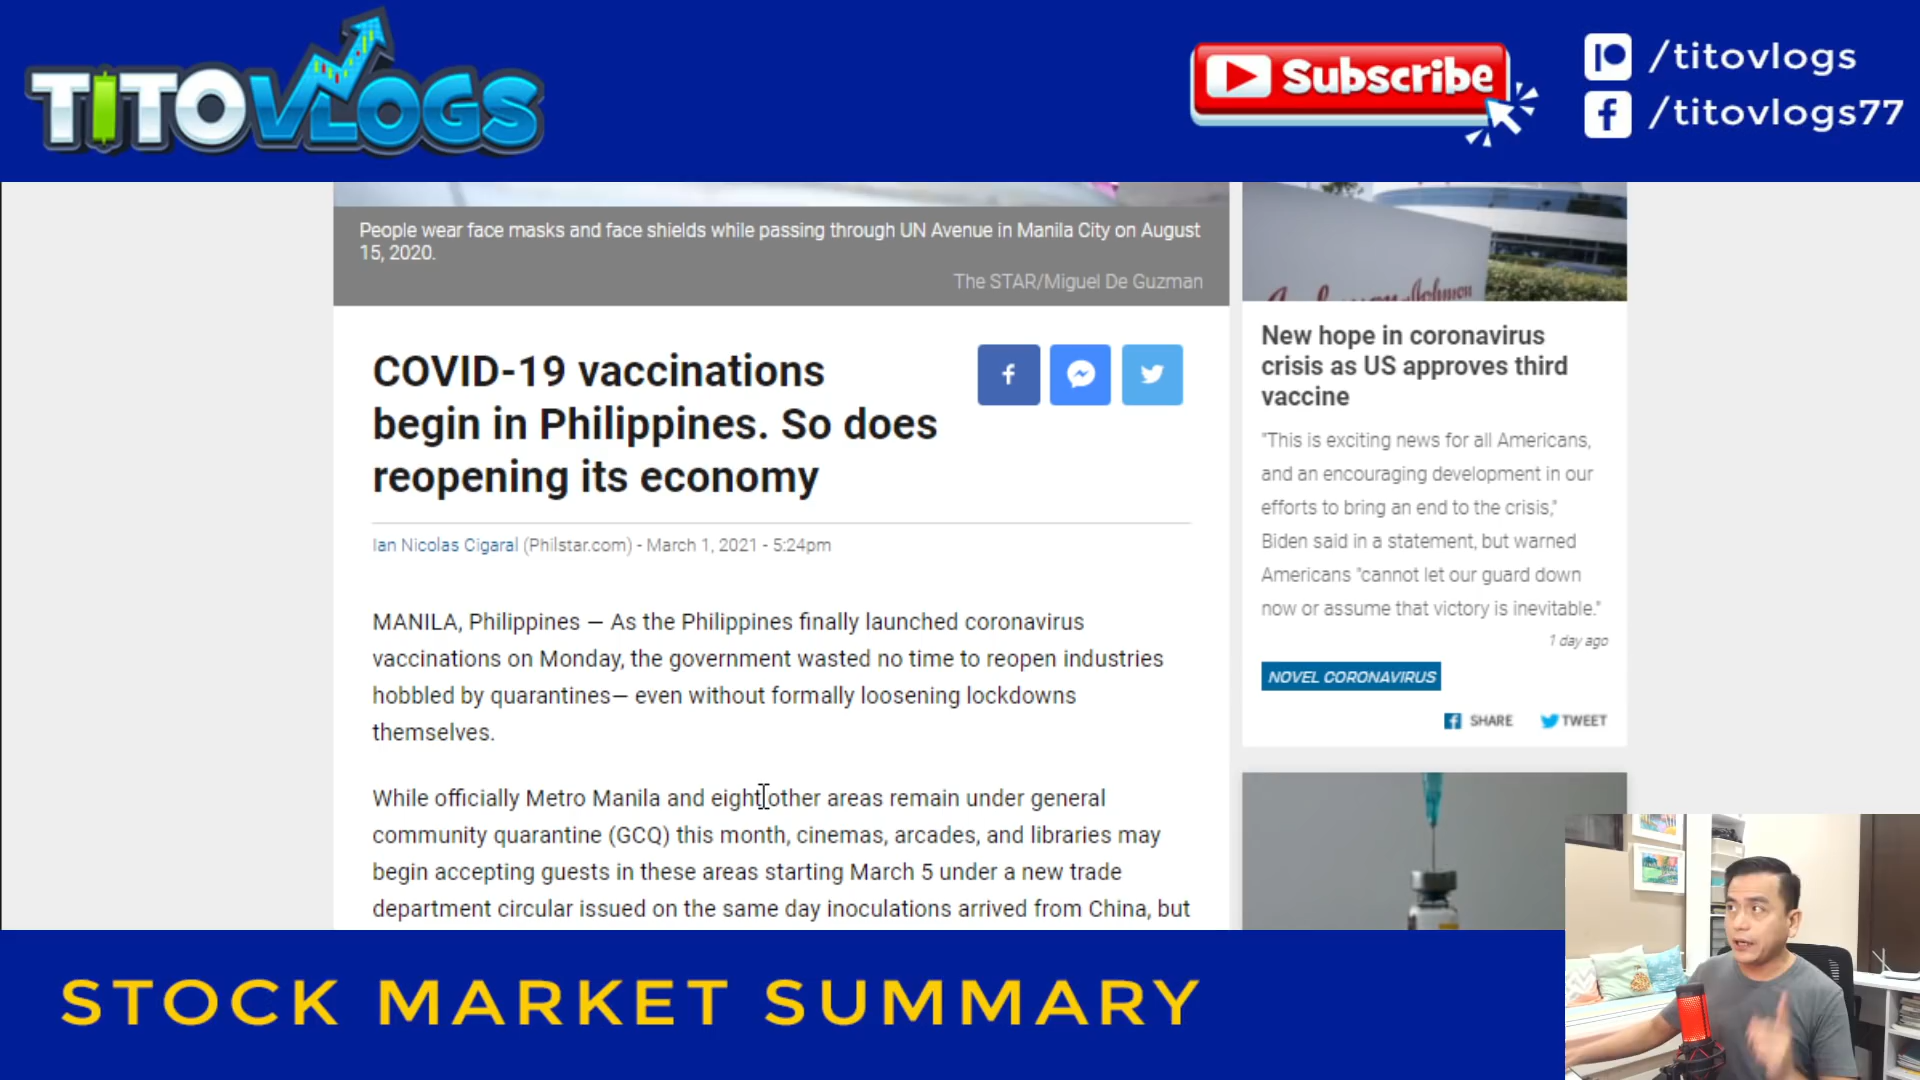 TITOVLOGS
Subscribe
/titovlogs
/titovlogs77
People wear face masks and face shields while passing through UN Avenue in Manila City on August
15, 2020.
The STAR/Miguel De Guzman
COVID-19 vaccinations
begin in Philippines. So does
reopening its economy
Ian Nicolas Cigaral (Philstar.com) - March 1, 2021 - 5:24pm
MANILA, Philippines — As the Philippines finally launched coronavirus
vaccinations on Monday, the government wasted no time to reopen industries
hobbled by quarantines— even without formally loosening lockdowns
themselves.
While officially Metro Manila and eight other areas remain under general
community quarantine (GCQ) this month, cinemas, arcades, and libraries may
begin accepting guests in these areas starting March 5 under a new trade
department circular issued on the same day inoculations arrived from China, but
Johnson
New hope in coronavirus
crisis as US approves third
vaccine
"This is exciting news for all Americans,
and an encouraging development in our
efforts to bring an end to the crisis,"
Biden said in a statement, but warned
Americans "cannot let our guard down
now or assume that victory is inevitable."
1 day ago
NOVEL CORONAVIRUS
SHARE TWEET
STOCK MARKET SUMMARY